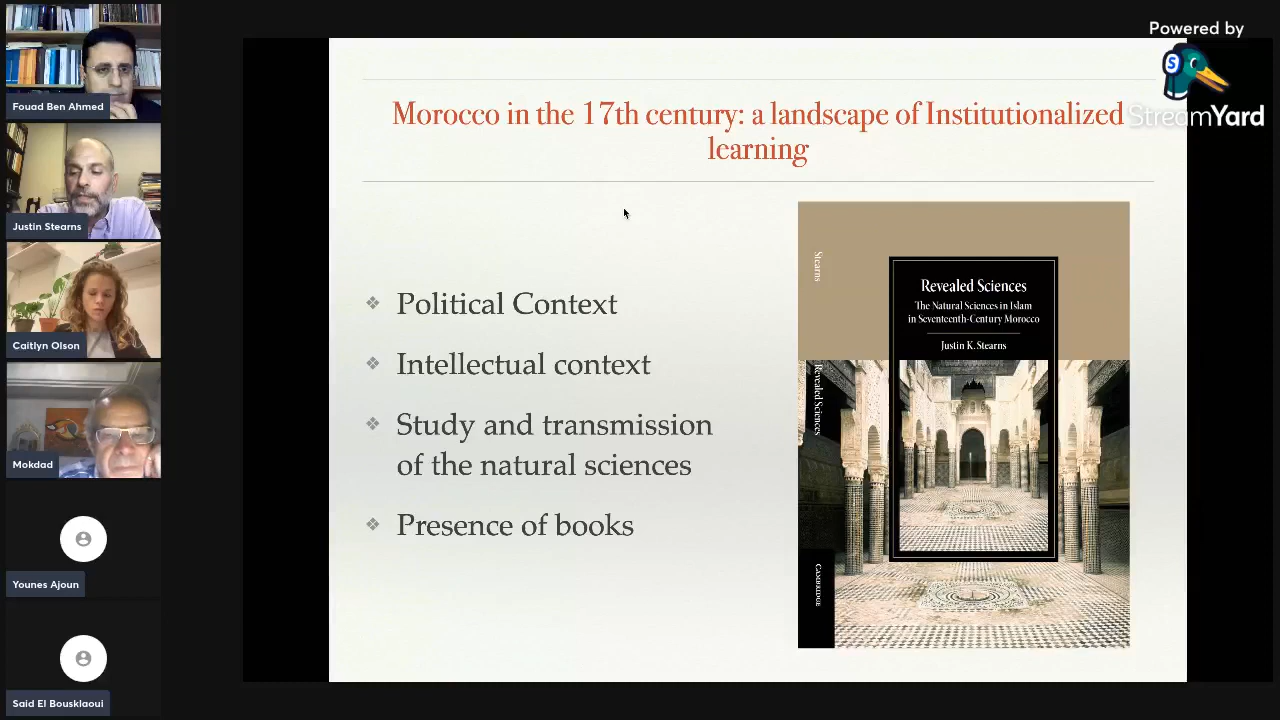 Powered by
StreamYard
Fouad Ben Ahmed
Justin Stearns
Caitlyn Olson
Mokdad
Younes Ajoun
Said El Bousklaoui
Morocco in the 17th century: a landscape of Institutionalized
learning
❖ Political Context
❖ Intellectual context
❖ Study and transmission
of the natural sciences
❖ Presence of books
Stearns
Revealed Sciences
CAMBRIDGE
Revealed Sciences
The Natural Sciences in Islam
in Seventeenth-Century Morocco
Justin K. Stearns